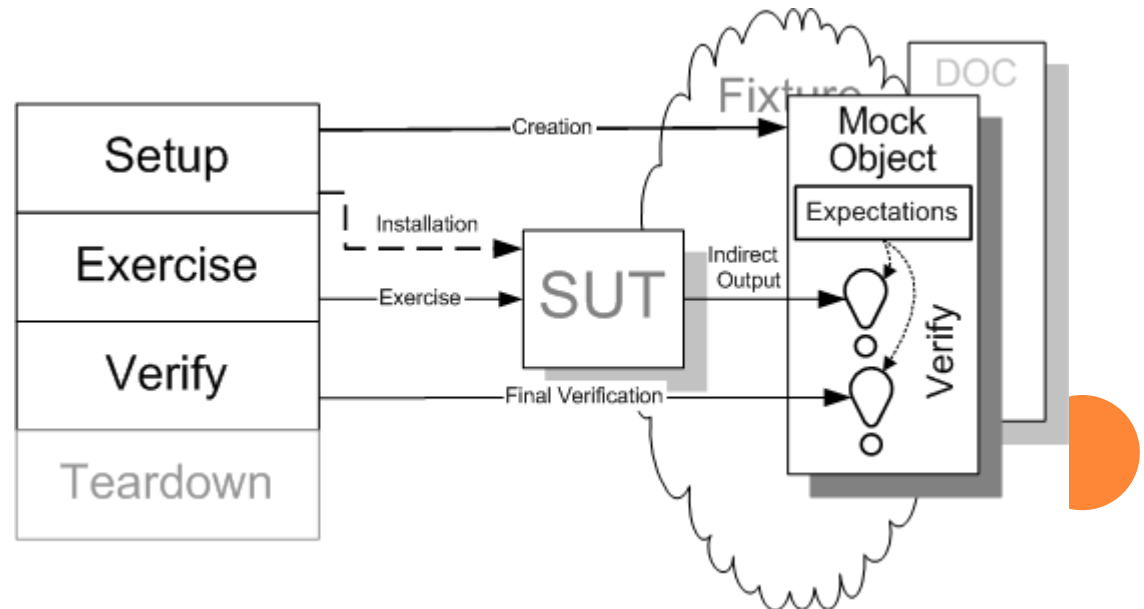 DOC
Fixture
Mock
Object
Setup
Creation
Expectations
Installation
Exercise
Exercise
SUT
Indirect
Output
Verify
Verify
Final Verification
Teardown